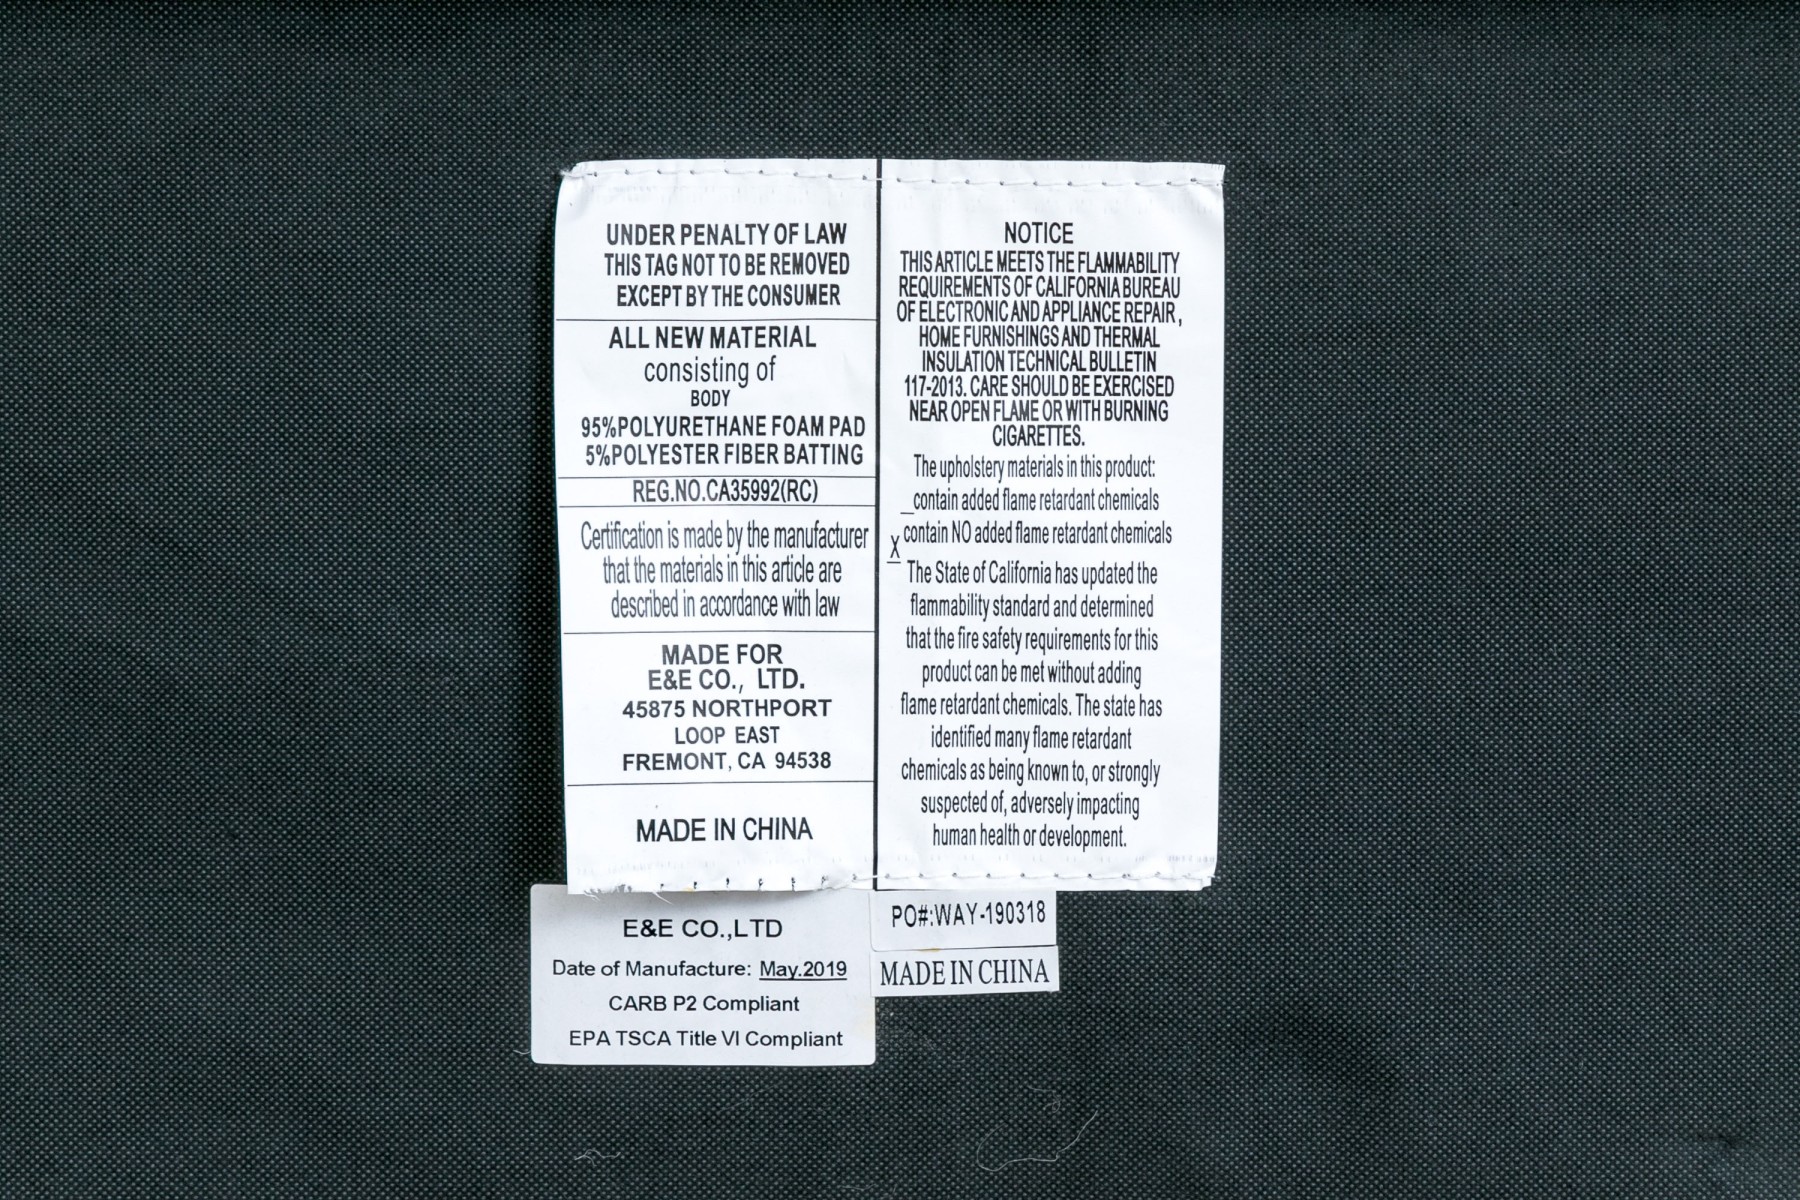 UNDER PENALTY OF LAW
THIS TAG NOT TO BE REMOVED
EXCEPT BY THE CONSUMER
ALL NEW MATERIAL
consisting of
BODY
95%POLYURETHANE FOAM PAD
5%POLYESTER FIBER BATTING
REG.NO.CA35992(RC)
Certification is made by the manufacturer
that the materials in this article are
described in accordance with law
MADE FOR
E&E CO., LTD.
45875 NORTHPORT
LOOP EAST
FREMONT, CA 94538
MADE IN CHINA
NOTICE
THIS ARTICLE MEETS THE FLAMMABILITY
REQUIREMENTS OF CALIFORNIA BUREAU
OF ELECTRONIC AND APPLIANCE REPAIR,
HOME FURNISHINGS AND THERMAL
INSULATION TECHNICAL BULLETIN
117-2013. CARE SHOULD BE EXERCISED
NEAR OPEN FLAME OR WITH BURNING
CIGARETTES.
The upholstery materials in this product:
_contain added flame retardant chemicals
X contain NO added flame retardant chemicals
The State of California has updated the
flammability standard and determined
that the fire safety requirements for this
product can be met without adding
flame retardant chemicals. The state has
identified many flame retardant
chemicals as being known to, or strongly
suspected of, adversely impacting
human health or development.
E&E CO.,LTD
Date of Manufacture: May.2019
CARB P2 Compliant
EPA TSCA Title VI Compliant
PO#:WAY-190318
MADE IN CHINA